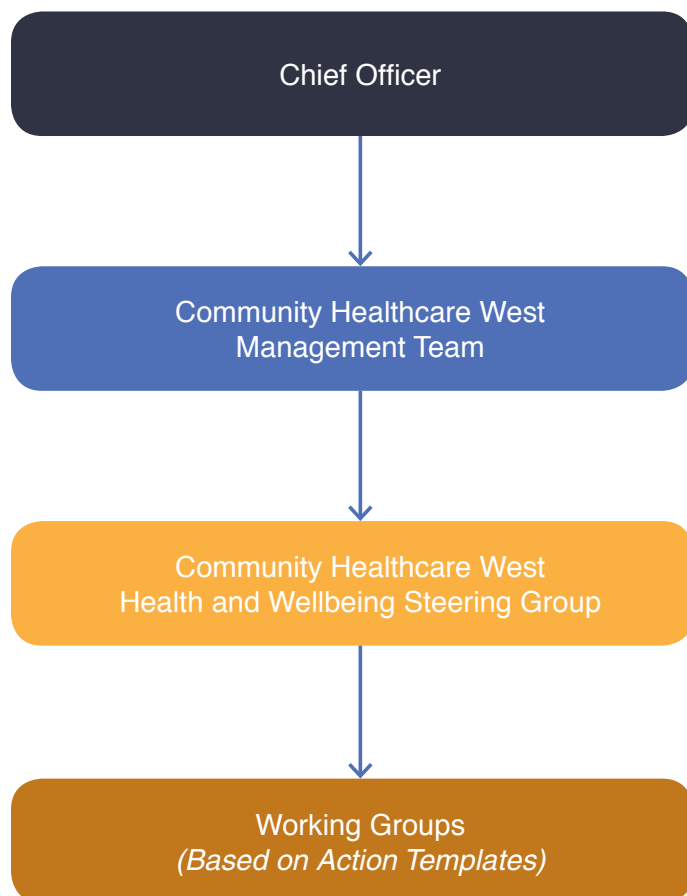 Chief Officer
Community Healthcare West
Management Team
Community Healthcare West
Health and Wellbeing Steering Group
Working Groups
(Based on Action Templates)